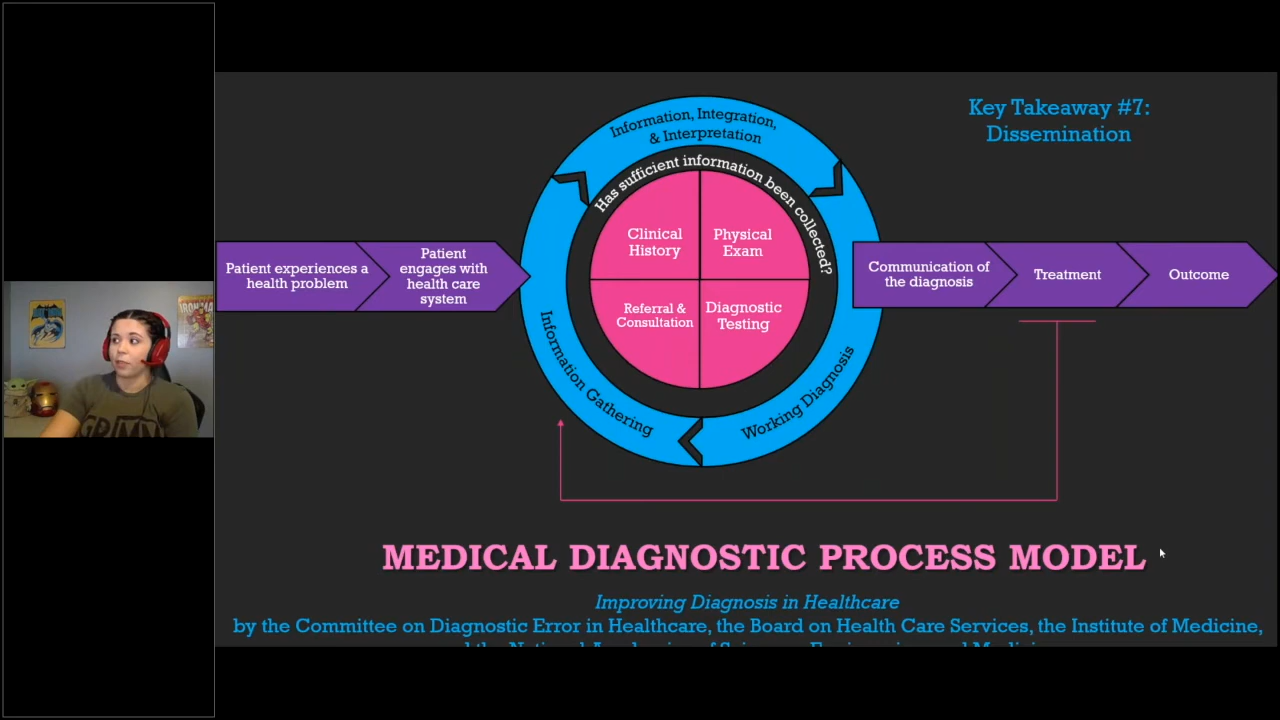 Key Takeaway #7:
Dissemination
Information, Integration,
& Interpretation
Has sufficient information been collected?
Clinical
History
Physical
Exam
Referral &
Consultation
Diagnostic
Testing
Patient experiences a
health problem
Patient
engages with
health care
system
Communication of
the diagnosis
Treatment
Outcome
Information Gathering
Working Diagnosis
IRON MAN
MEDICAL DIAGNOSTIC PROCESS MODEL
Improving Diagnosis in Healthcare
by the Committee on Diagnostic Error in Healthcare, the Board on Health Care Services, the Institute of Medicine,